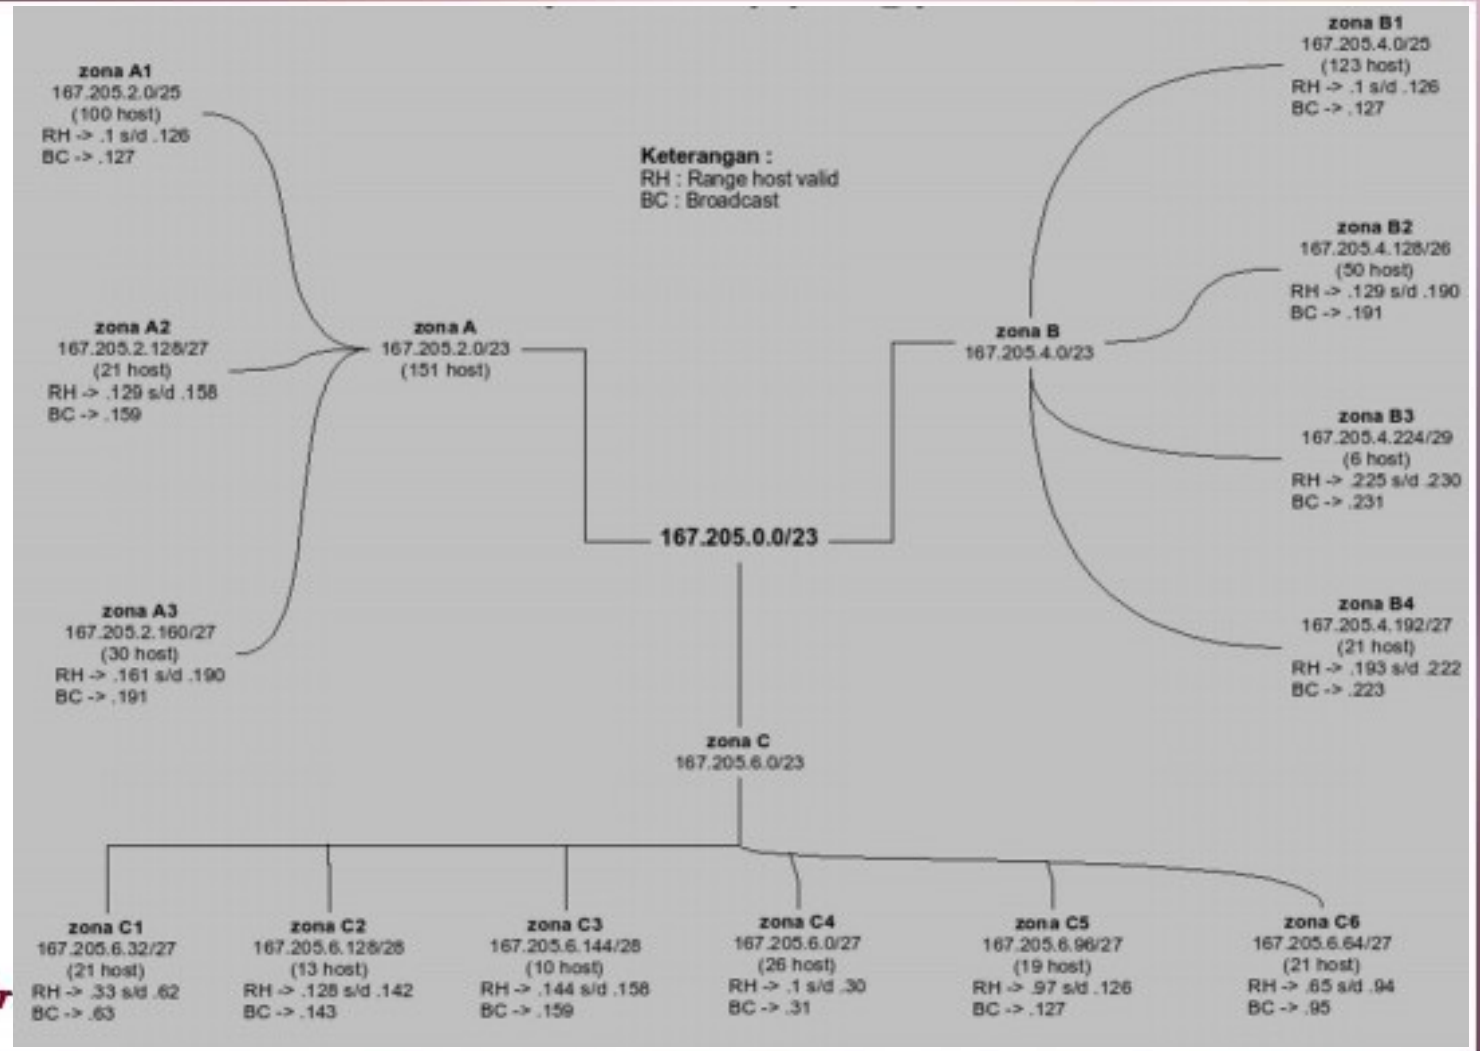 zona B1
167.205.4.0/25
(123 host)
RH -> .1 s/d .126
BC -> .127
zona A1
167.205.2.0/25
(100 host)
RH -> .1 s/d .126
BC -> .127
Keterangan :
RH : Range host valid
BC : Broadcast
zona B2
167.205.4.128/26
(50 host)
RH -> .129 s/d .190
BC -> .191
zona A2
167.205.2.128/27
(21 host)
RH -> .129 s/d .158
BC -> .159
zona A
167.205.2.0/23
(151 host)
zona B
167.205.4.0/23
zona B3
167.205.4.224/29
(6 host)
RH -> .225 s/d .230
BC -> .231
167.205.0.0/23
zona A3
167.205.2.160/27
(30 host)
RH -> .161 s/d .190
BC -> .191
zona B4
167.205.4.192/27
(21 host)
RH -> .193 s/d .222
BC -> .223
zona C
167.205.6.0/23
zona C1
167.205.6.32/27
(21 host)
RH -> .33 s/d .62
BC -> .63
zona C2
167.205.6.128/28
(13 host)
RH -> .128 s/d .142
BC -> .143
zona C3
167.205.6.144/28
(10 host)
RH -> .144 s/d .158
BC -> .159
zona C4
167.205.6.0/27
(26 host)
RH -> .1 s/d .30
BC -> .31
zona C5
167.205.6.96/27
(19 host)
RH -> .97 s/d .126
BC -> .127
zona C6
167.205.6.64/27
(21 host)
RH -> .65 s/d .94
BC -> .95